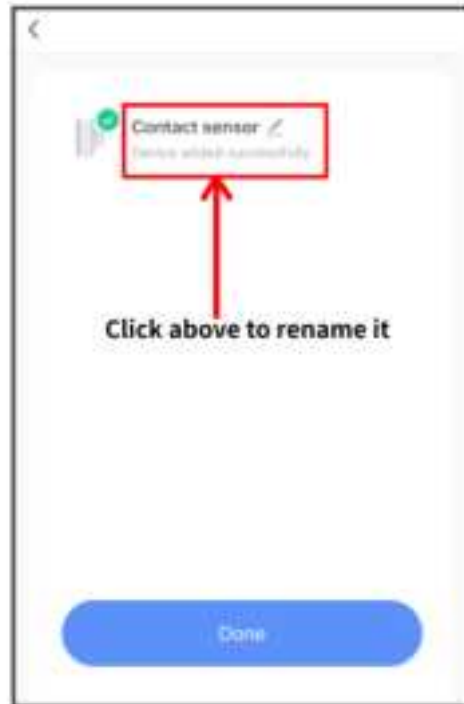 Contact sensor
Device added successfully
Click above to rename it
Done